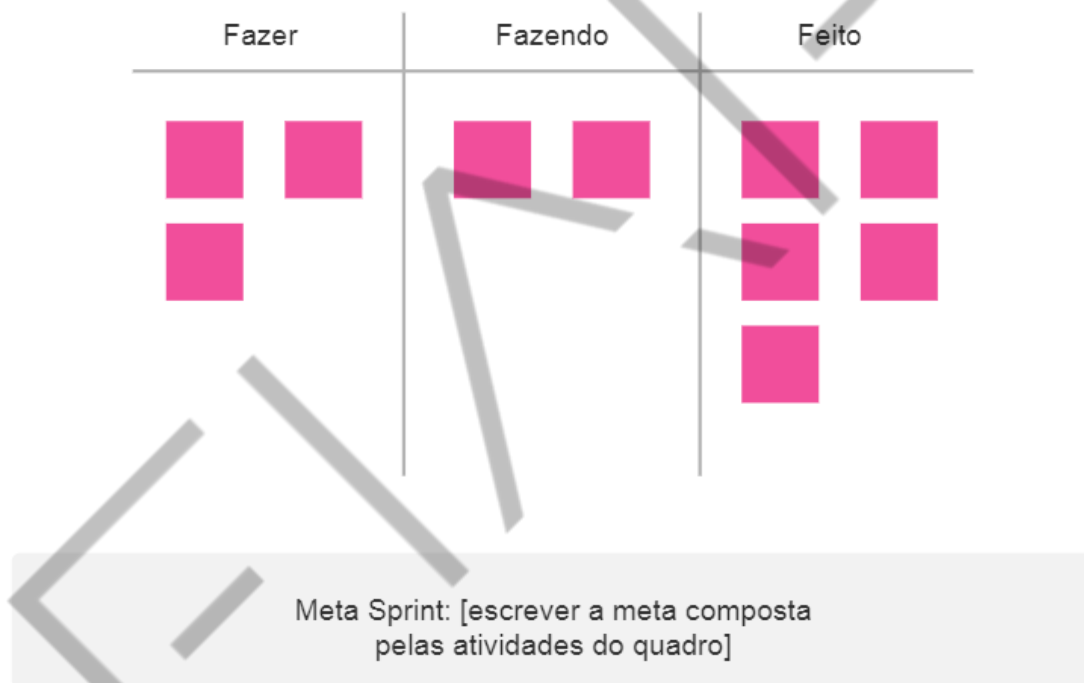 Fazer
Fazendo
Feito
Meta Sprint: [escrever a meta composta
pelas atividades do quadro]